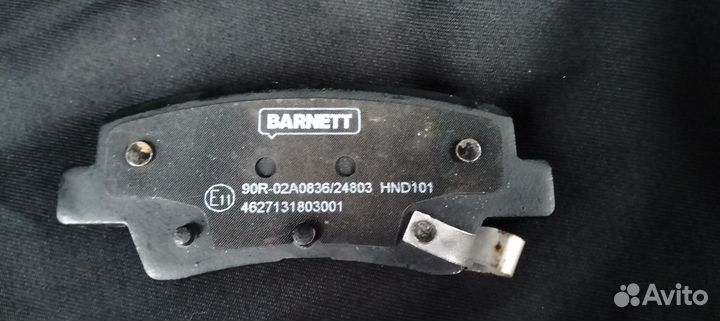 BARNETT
E11 90R-02A0836/24803 HND101
4627131803001
Avito